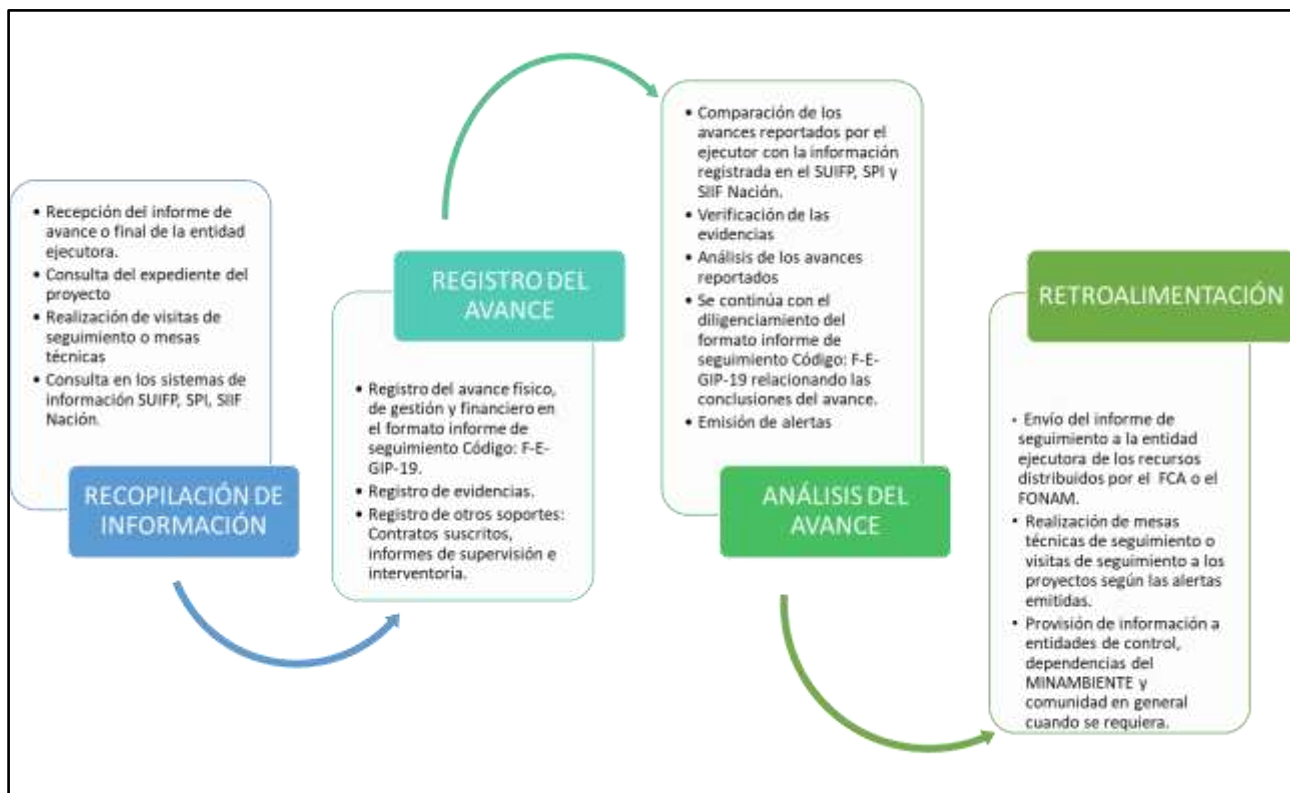 • Recepción del informe de
avance o final de la entidad
ejecutora.
• Consulta del expediente del
proyecto
• Realización de visitas de
seguimiento o mesas
técnicas
• Consulta en los sistemas de
información SUIFP, SPI, SIIF
Nación.
RECOPILACIÓN DE
INFORMACIÓN
REGISTRO DEL
AVANCE
• Registro del avance físico,
de gestión y financiero en
el formato informe de
seguimiento Código: F-E-
GIP-19.
• Registro de evidencias.
• Registro de otros soportes:
Contratos suscritos,
informes de supervisión e
interventoría.
• Comparación de los
avances reportados por el
ejecutor con la información
registrada en el SUIFP, SPI y
SIIF Nación.
• Verificación de las
evidencias
• Análisis de los avances
reportados
• Se continúa con el
diligenciamiento del
formato informe de
seguimiento Código: F-E-
GIP-19 relacionando las
conclusiones del avance.
• Emisión de alertas
ANÁLISIS DEL
AVANCE
RETROALIMENTACIÓN
• Envío del informe de
seguimiento a la entidad
ejecutora de los recursos
distribuidos por el FCA o el
FONAM.
• Realización de mesas
técnicas de seguimiento o
visitas de seguimiento a los
proyectos según las alertas
emitidas.
• Provisión de información a
entidades de control,
dependencias del
MINAMBIENTE y
comunidad en general
cuando se requiera.